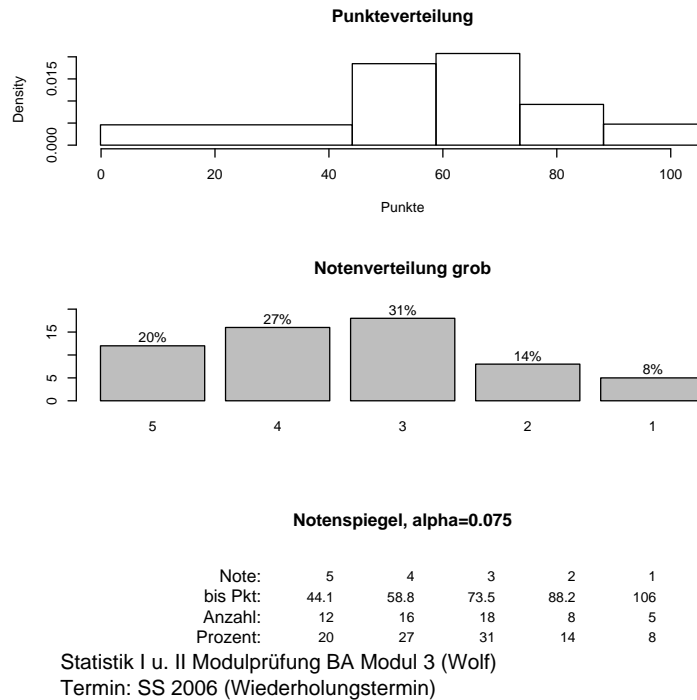 Punkteverteilung
Density
0.015
0.000
0 20 40 60 80 100
Punkte
Notenverteilung grob
15
5
0
20% 27% 31% 14% 8%
5 4 3 2 1
Notenspiegel, alpha=0.075
Note: 5 4 3 2 1
bis Pkt: 44.1 58.8 73.5 88.2 106
Anzahl: 12 16 18 8 5
Prozent: 20 27 31 14 8
Statistik I u. II Modulprüfung BA Modul 3 (Wolf)
Termin: SS 2006 (Wiederholungstermin)